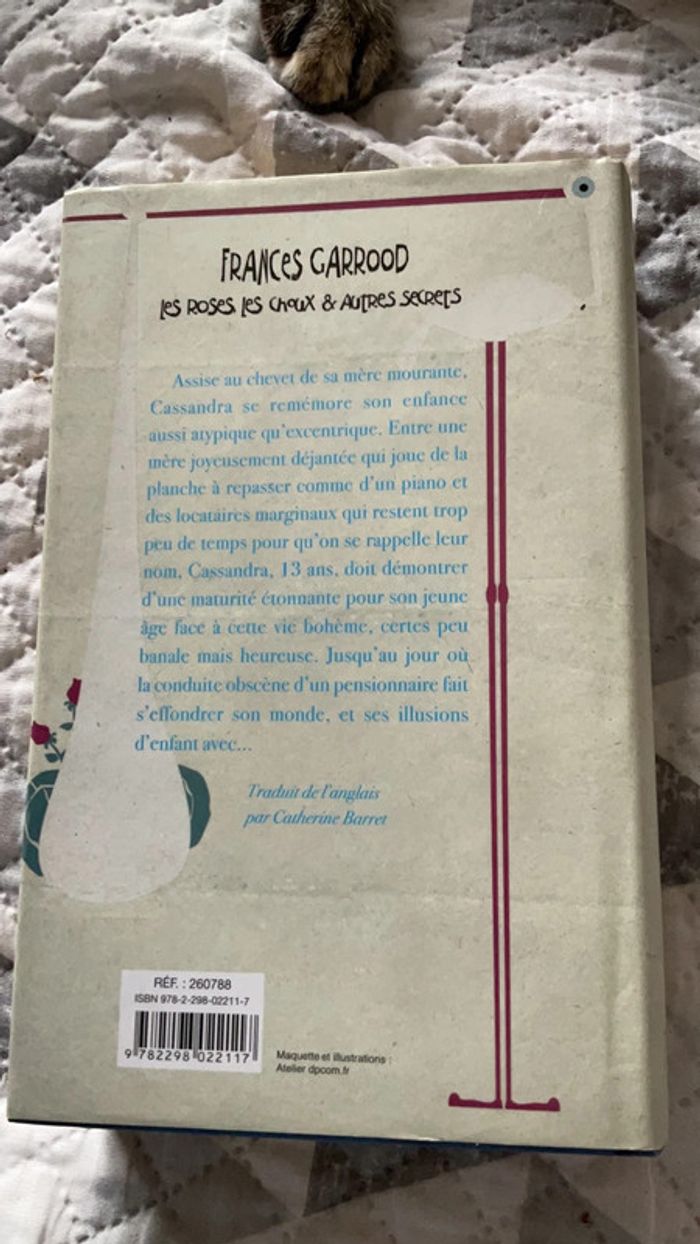 FRANCES GARROOD
Les Roses, les choux & autres secrets
Assise au chevet de sa mère mourante,
Cassandra se remémore son enfance
aussi atypique qu'excentrique. Entre une
mère joyeusement déjantée qui joue de la
planche à repasser comme d'un piano et
des locataires marginaux qui restent trop
peu de temps pour qu'on se rappelle leur
nom, Cassandra, 13 ans, doit démontrer
d'une maturité étonnante pour son jeune
âge face à cette vie bohème, certes peu
banale mais heureuse. Jusqu'au jour où
la conduite obscène d'un pensionnaire fait
s'effondrer son monde, et ses illusions
d'enfant avec...
Traduit de l'anglais
par Catherine Barret
RÉF. : 260788
ISBN 978-2-298-02211-7
9 782298 022117
Maquette et illustrations :
Atelier dpcom.fr